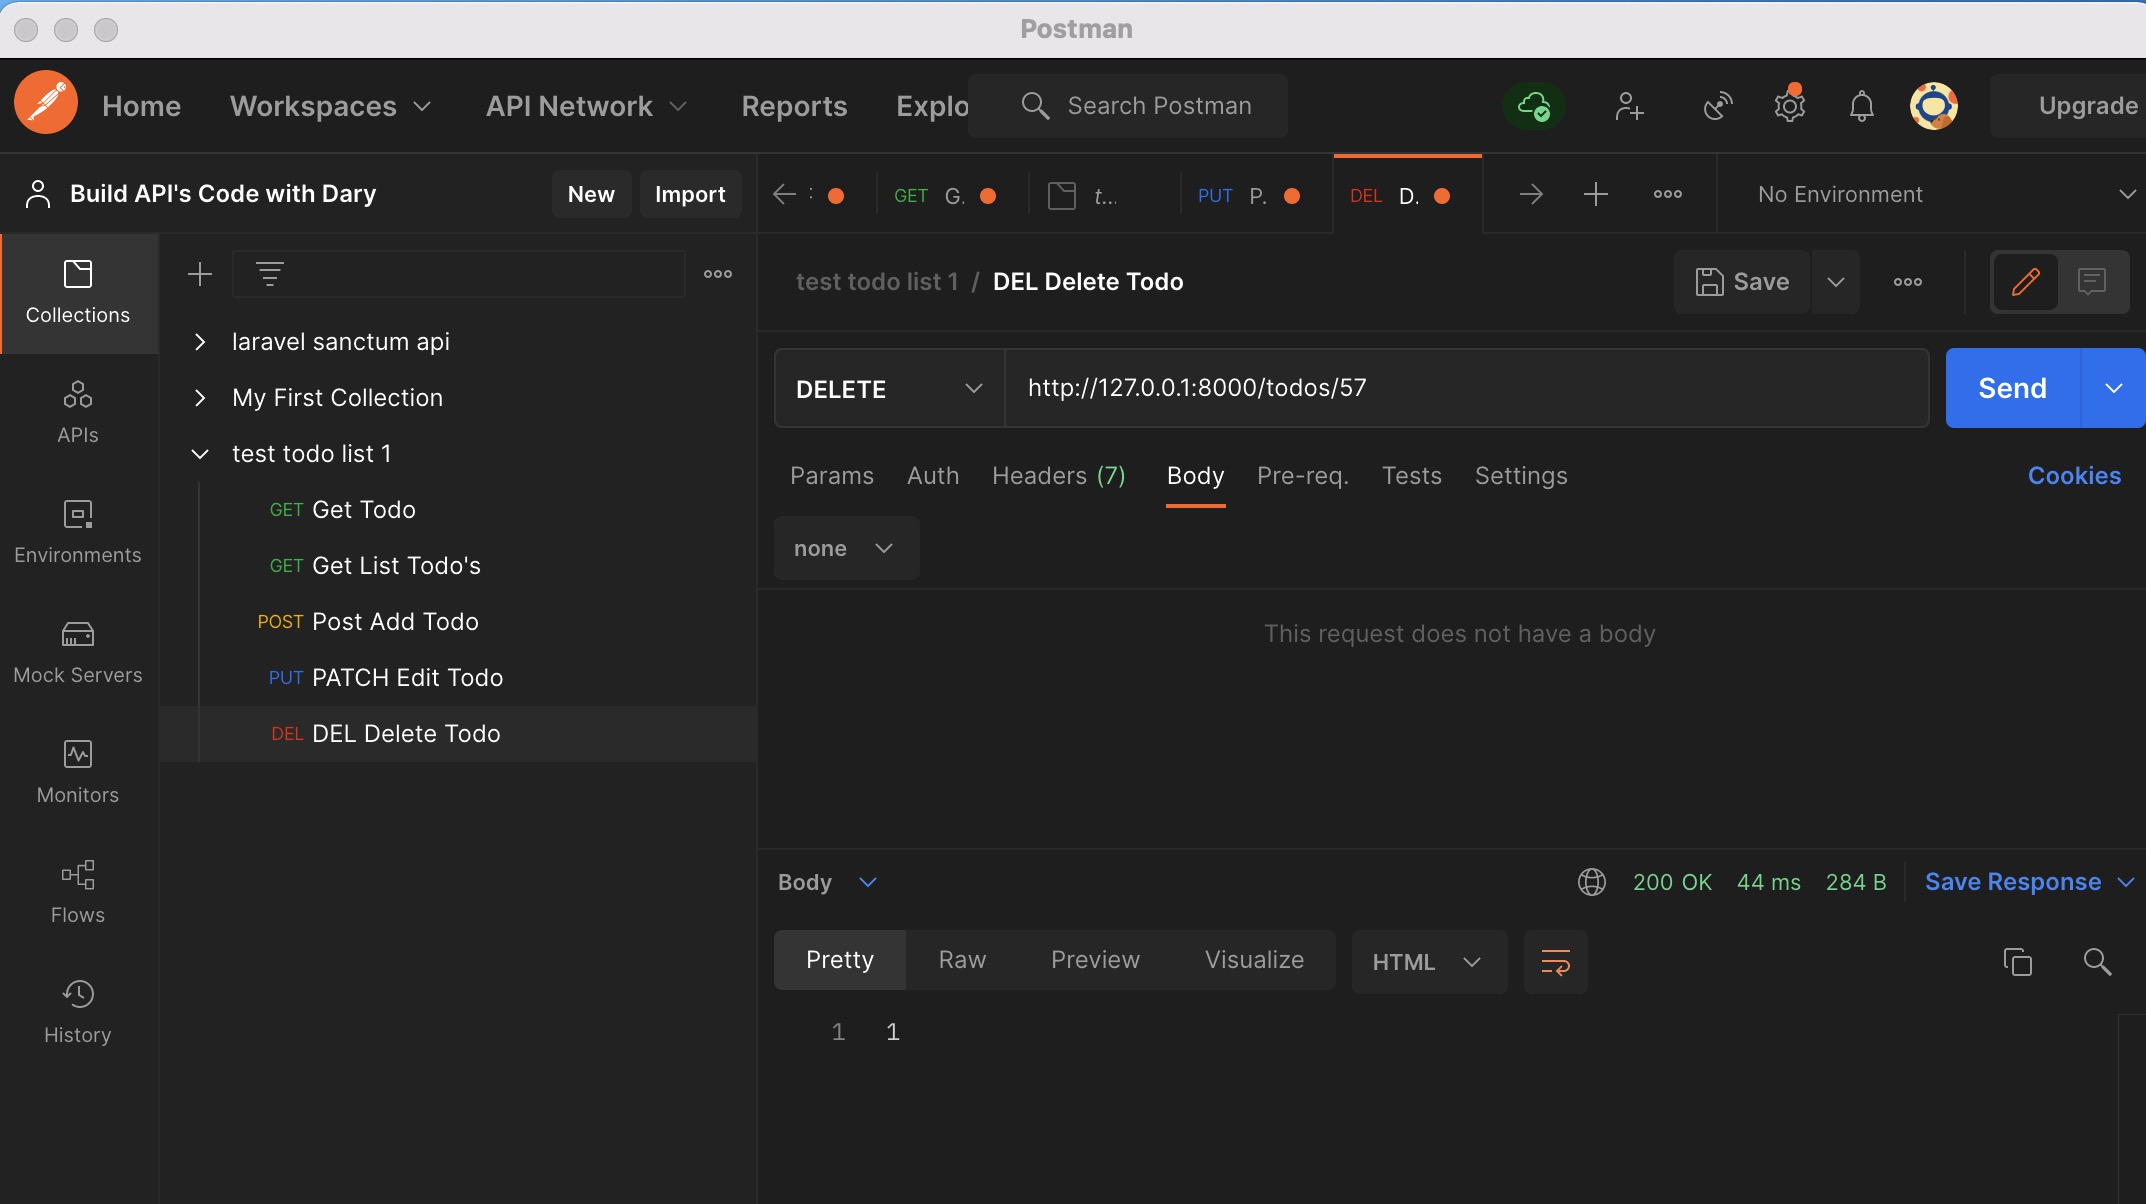 Postman
Home Workspaces API Network Reports Explo Search Postman Upgrade
Build API's Code with Dary New Import
GET G. t... PUT P. DEL D. No Environment
Collections
APIs
Environments
Mock Servers
Monitors
Flows
History
laravel sanctum api
My First Collection
test todo list 1
GET Get Todo
GET Get List Todo's
POST Post Add Todo
PUT PATCH Edit Todo
DEL DEL Delete Todo
test todo list 1 / DEL Delete Todo Save
DELETE http://127.0.0.1:8000/todos/57 Send
Params Auth Headers (7) Body Pre-req. Tests Settings Cookies
none
This request does not have a body
Body 200 OK 44 ms 284 B Save Response
Pretty Raw Preview Visualize HTML
1 1